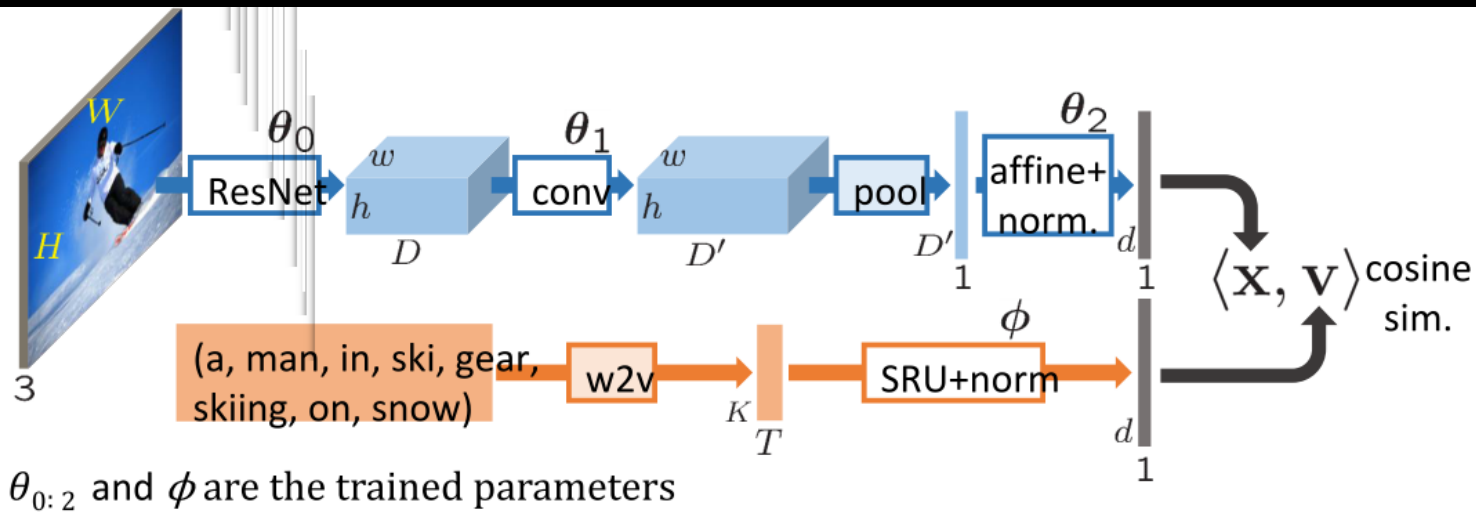 W
H
3
θ₀
ResNet
w
h
D
θ₁
conv
w
h
D′
pool
D′
1
θ₂
affine+
norm.
d
1
⟨x, v⟩
cosine
sim.
(a, man, in, ski, gear,
skiing, on, snow)
w2v
K
T
ϕ
SRU+norm
d
1
θ₀:₂ and ϕ are the trained parameters